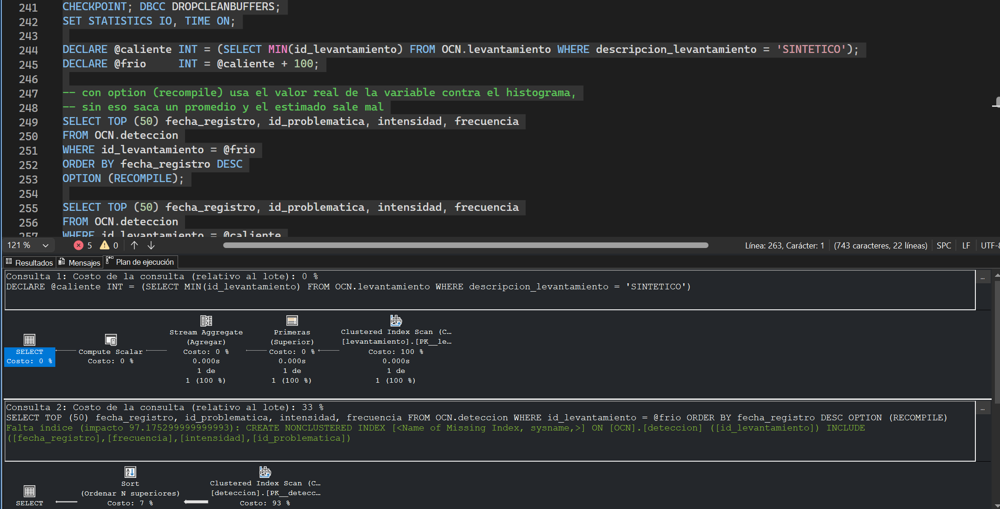 241 CHECKPOINT; DBCC DROPCLEANBUFFERS;
242 SET STATISTICS IO, TIME ON;
243
244 DECLARE @caliente INT = (SELECT MIN(id_levantamiento) FROM OCN.levantamiento WHERE descripcion_levantamiento = 'SINTETICO');
245 DECLARE @frio     INT = @caliente + 100;
246
247 -- con option (recompile) usa el valor real de la variable contra el histograma,
248 -- sin eso saca un promedio y el estimado sale mal
249 SELECT TOP (50) fecha_registro, id_problematica, intensidad, frecuencia
250 FROM OCN.deteccion
251 WHERE id_levantamiento = @frio
252 ORDER BY fecha_registro DESC
253 OPTION (RECOMPILE);
254
255 SELECT TOP (50) fecha_registro, id_problematica, intensidad, frecuencia
256 FROM OCN.deteccion
257 WHERE id_levantamiento = @caliente
121 % 5 0 Línea: 263, Carácter: 1 (743 caracteres, 22 líneas) SPC LF UTF-8
Resultados Mensajes Plan de ejecución
Consulta 1: Costo de la consulta (relativo al lote): 0 %
...
DECLARE @caliente INT = (SELECT MIN(id_levantamiento) FROM OCN.levantamiento WHERE descripcion_levantamiento = 'SINTETICO')
SELECT
Costo: 0 %
Compute Scalar
Costo: 0 %
Stream Aggregate
(Agregar)
Costo: 0 %
0.000s
1 de
1 (100 %)
Primeras
(Superior)
Costo: 0 %
0.000s
1 de
1 (100 %)
Clustered Index Scan (C…
[levantamiento].[PK__le…
Costo: 100 %
0.000s
1 de
1 (100 %)
Consulta 2: Costo de la consulta (relativo al lote): 33 %
...
SELECT TOP (50) fecha_registro, id_problematica, intensidad, frecuencia FROM OCN.deteccion WHERE id_levantamiento = @frio ORDER BY fecha_registro DESC OPTION (RECOMPILE)
Falta índice (impacto 97.175299999999993): CREATE NONCLUSTERED INDEX [<Name of Missing Index, sysname,>] ON [OCN].[deteccion] ([id_levantamiento]) INCLUDE
([fecha_registro],[frecuencia],[intensidad],[id_problematica])
SELECT
Sort
(Ordenar N superiores)
Costo: 7 %
Clustered Index Scan (C…
[deteccion].[PK__detecc…
Costo: 93 %